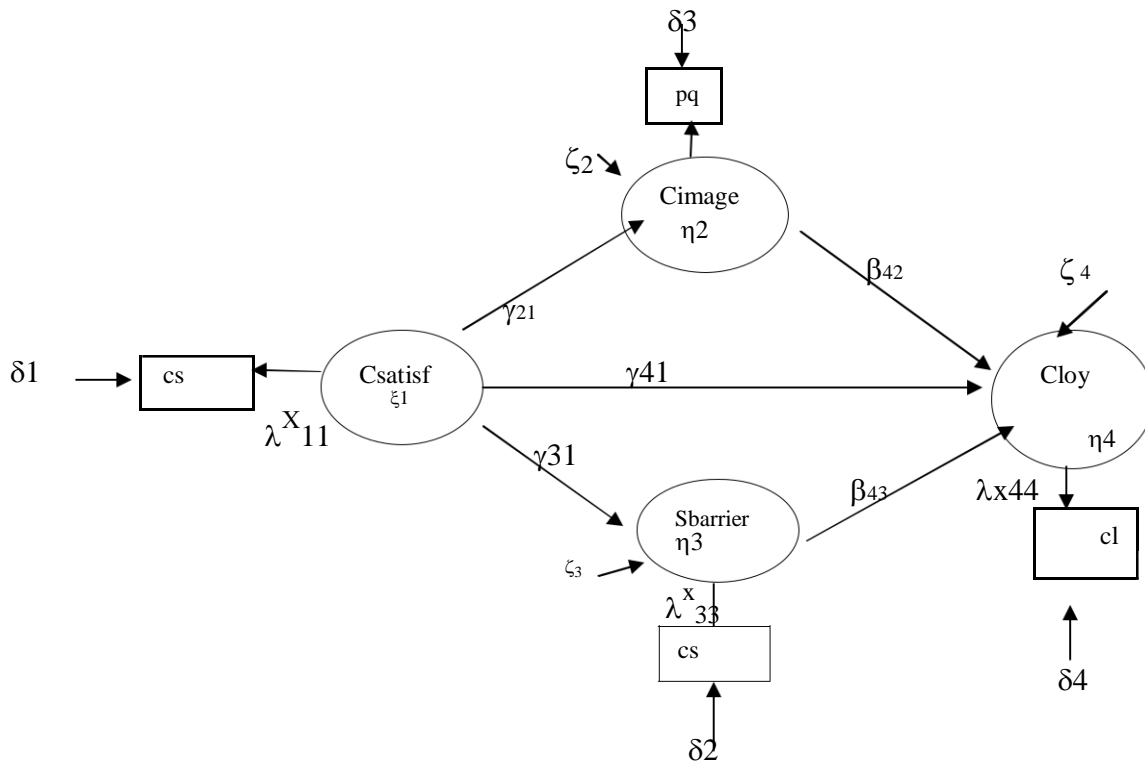 δ3
pq
ζ2
Cimage
η2
β42
ζ 4
γ21
δ1
cs
Csatisf
ξ1
γ41
Cloy
λX11
η4
γ31
β43
λx44
Sbarrier
η3
cl
ζ3
λx33
cs
δ4
δ2